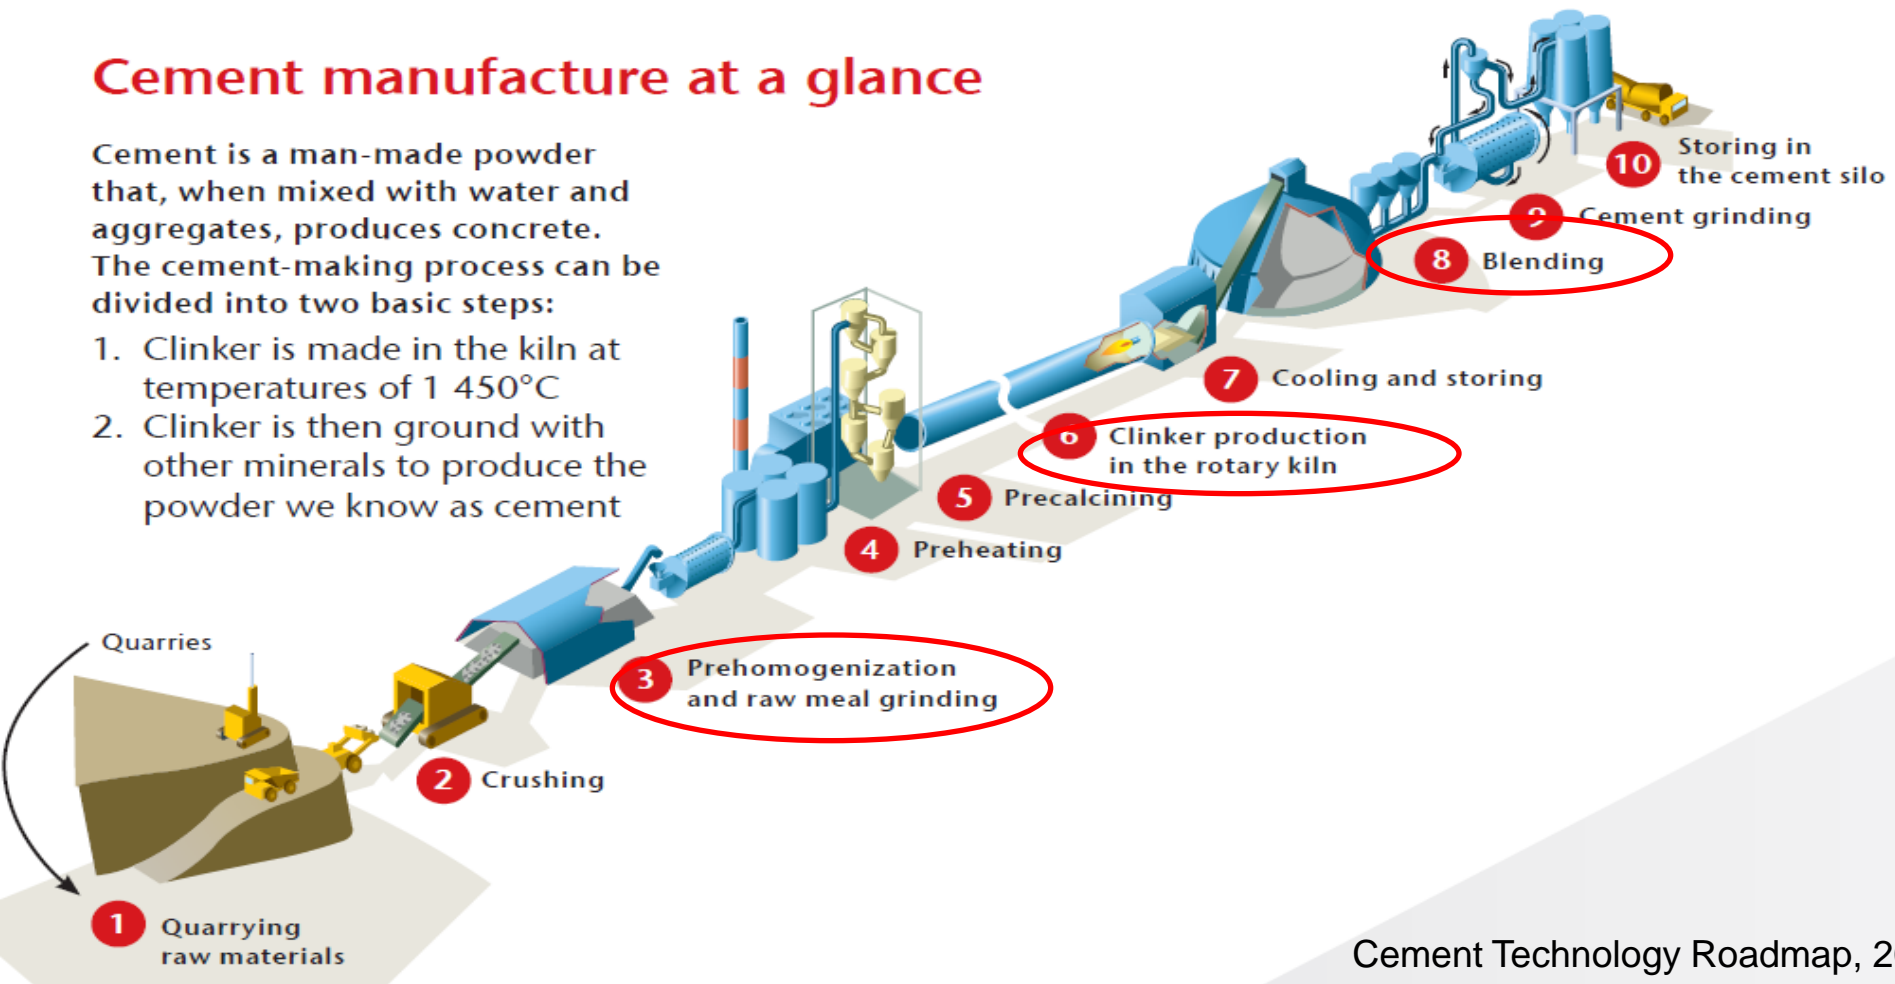 Cement manufacture at a glance
Cement is a man-made powder
that, when mixed with water and
aggregates, produces concrete.
The cement-making process can be
divided into two basic steps:
1. Clinker is made in the kiln at
temperatures of 1 450°C
2. Clinker is then ground with
other minerals to produce the
powder we know as cement
Quarries
1 Quarrying
raw materials
2 Crushing
3 Prehomogenization
and raw meal grinding
4 Preheating
5 Precalcining
6 Clinker production
in the rotary kiln
7 Cooling and storing
8 Blending
9 Cement grinding
10 Storing in
the cement silo
Cement Technology Roadmap,